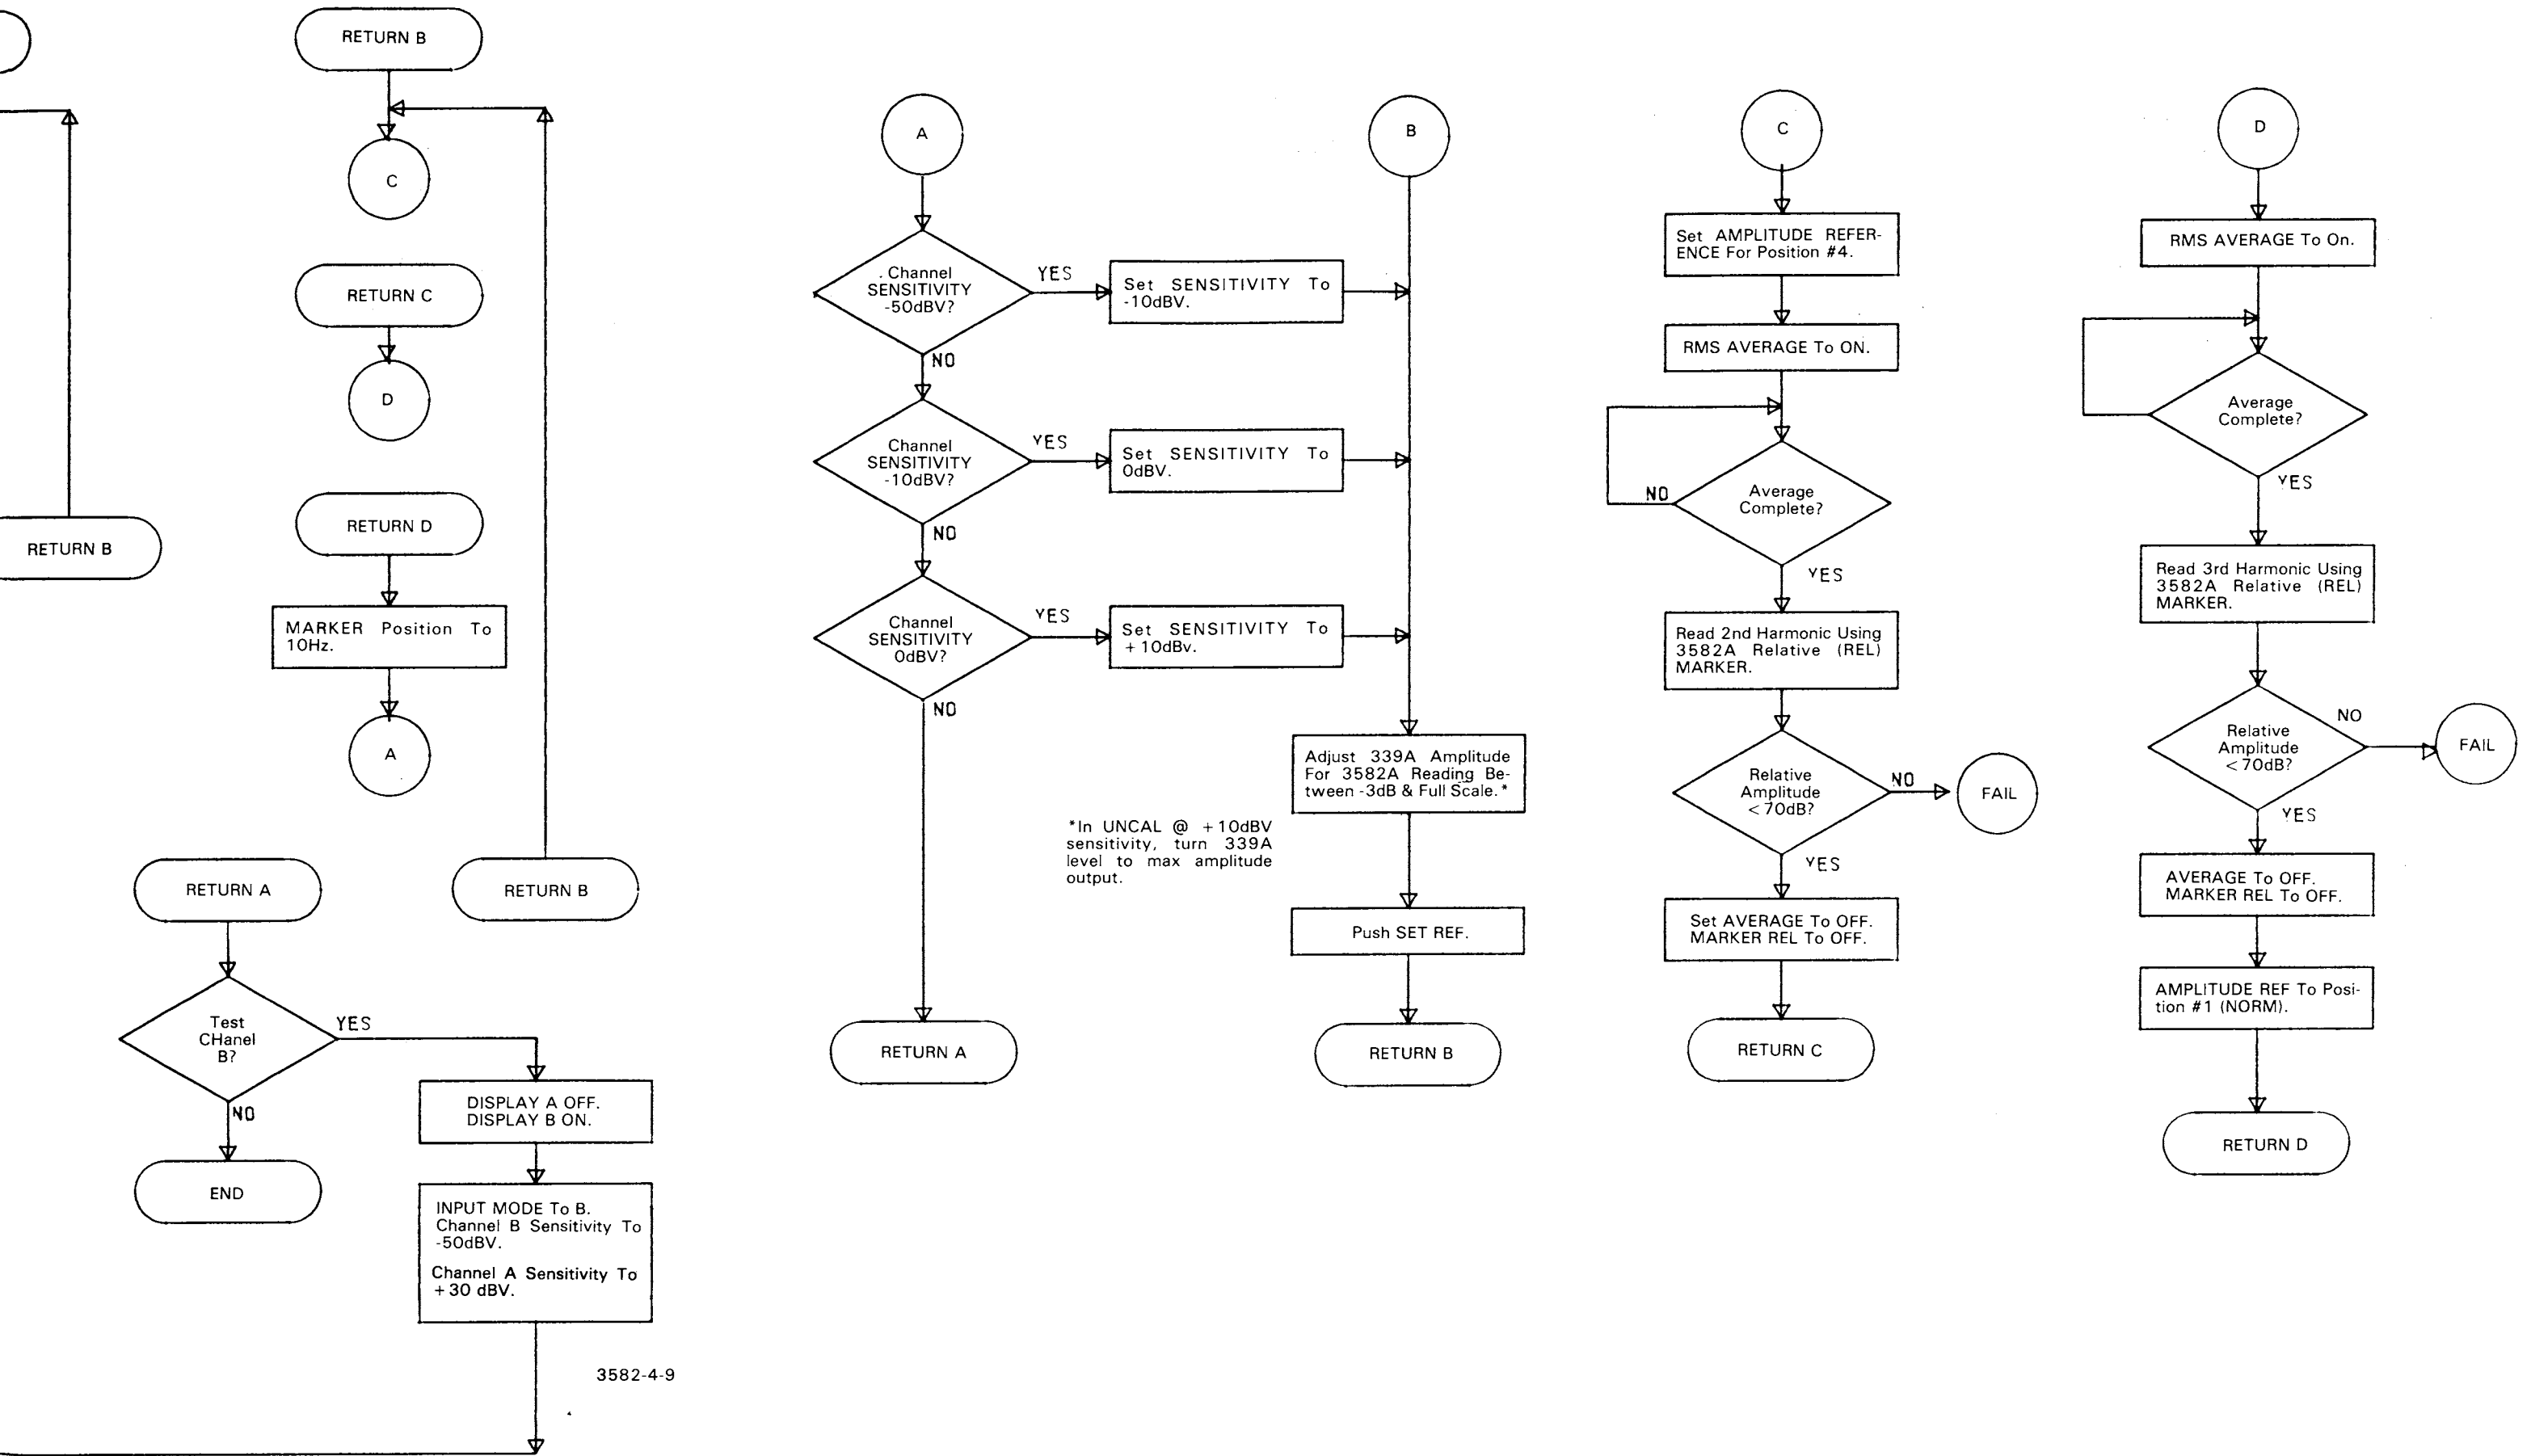 RETURN B
C
RETURN C
D
RETURN D
MARKER Position To
10Hz.
A
RETURN B
RETURN A
RETURN B
Test
CHanel
B?
YES
NO
END
DISPLAY A OFF.
DISPLAY B ON.
INPUT MODE To B.
Channel B Sensitivity To
-50dBV.
Channel A Sensitivity To
+30 dBV.
3582-4-9
A
Channel
SENSITIVITY
-50dBV?
YES
Set SENSITIVITY To
-10dBV.
NO
Channel
SENSITIVITY
-10dBV?
YES
Set SENSITIVITY To
0dBV.
NO
Channel
SENSITIVITY
0dBV?
YES
Set SENSITIVITY To
+10dBv.
NO
RETURN A
B
Adjust 339A Amplitude
For 3582A Reading Be-
tween -3dB & Full Scale.*
*In UNCAL @ +10dBV
sensitivity, turn 339A
level to max amplitude
output.
Push SET REF.
RETURN B
C
Set AMPLITUDE REFER-
ENCE For Position #4.
RMS AVERAGE To ON.
Average
Complete?
NO
YES
Read 2nd Harmonic Using
3582A Relative (REL)
MARKER.
Relative
Amplitude
<70dB?
NO
FAIL
YES
Set AVERAGE To OFF.
MARKER REL To OFF.
RETURN C
D
RMS AVERAGE To On.
Average
Complete?
YES
Read 3rd Harmonic Using
3582A Relative (REL)
MARKER.
Relative
Amplitude
<70dB?
NO
FAIL
YES
AVERAGE To OFF.
MARKER REL To OFF.
AMPLITUDE REF To Posi-
tion #1 (NORM).
RETURN D